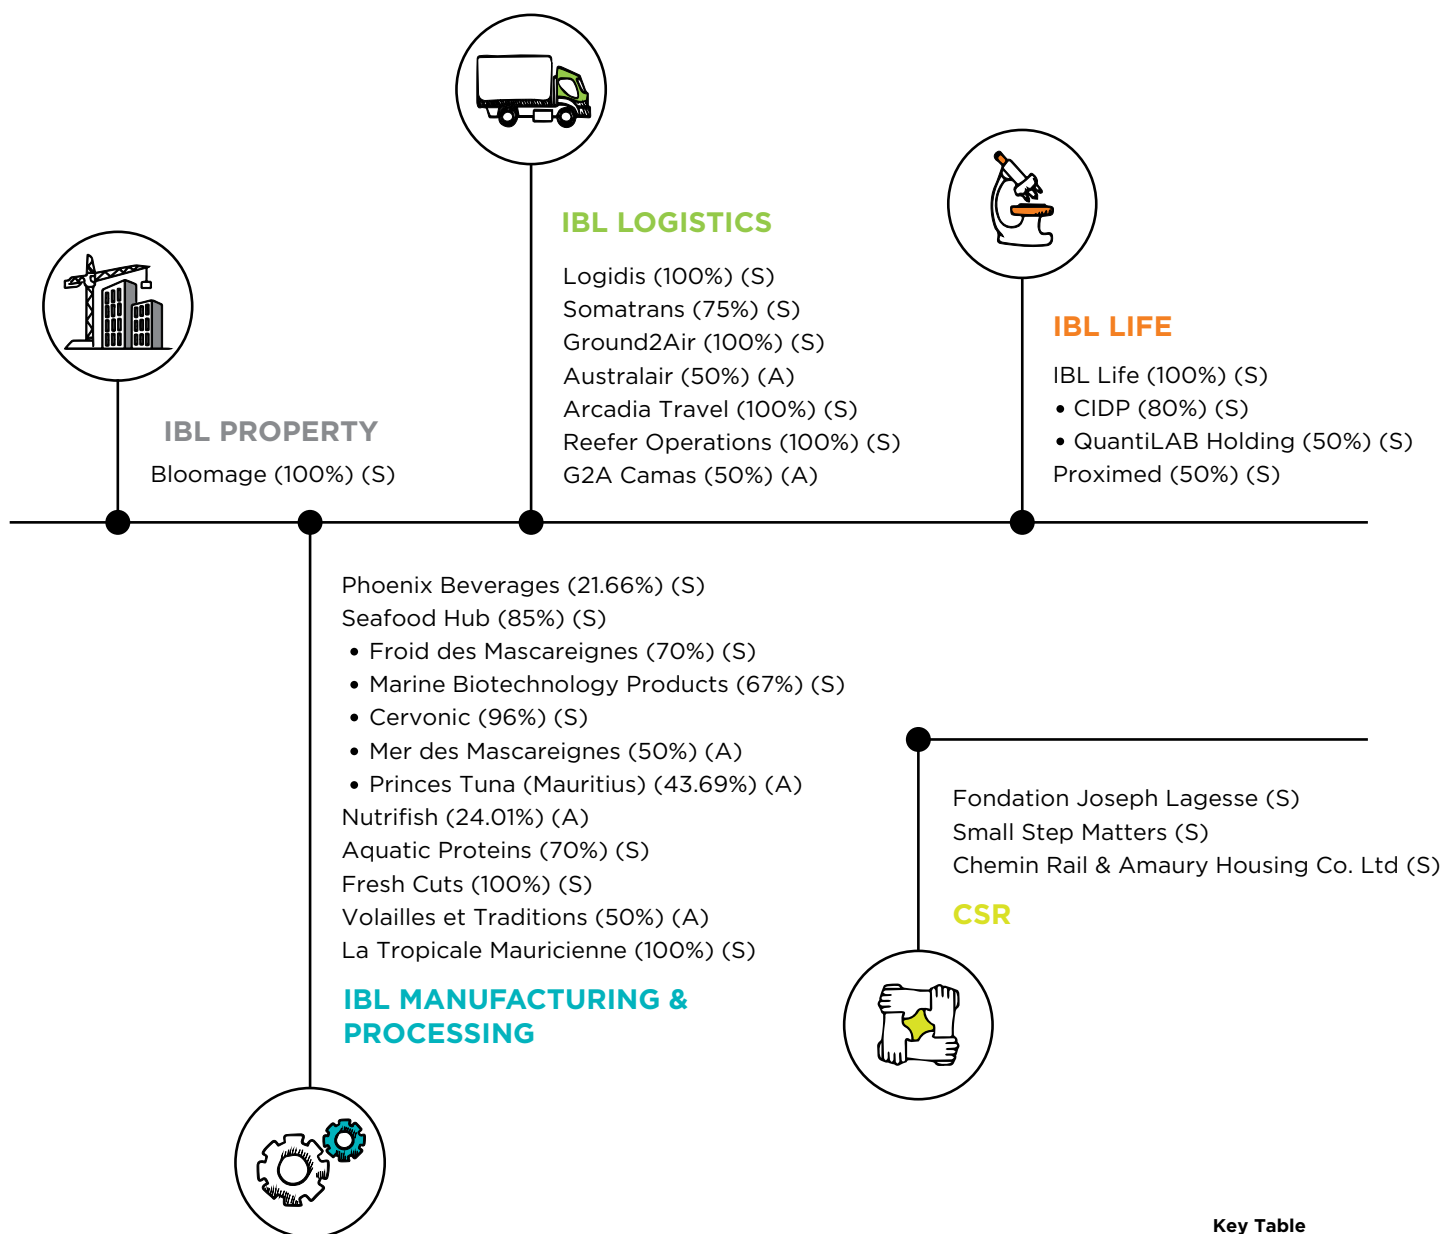 IBL LOGISTICS
Logidis (100%) (S)
Somatrans (75%) (S)
Ground2Air (100%) (S)
Australair (50%) (A)
Arcadia Travel (100%) (S)
Reefer Operations (100%) (S)
G2A Camas (50%) (A)
IBL LIFE
IBL Life (100%) (S)
• CIDP (80%) (S)
• QuantiLAB Holding (50%) (S)
Proximed (50%) (S)
IBL PROPERTY
Bloomage (100%) (S)
Phoenix Beverages (21.66%) (S)
Seafood Hub (85%) (S)
• Froid des Mascareignes (70%) (S)
• Marine Biotechnology Products (67%) (S)
• Cervonic (96%) (S)
• Mer des Mascareignes (50%) (A)
• Princes Tuna (Mauritius) (43.69%) (A)
Nutrifish (24.01%) (A)
Aquatic Proteins (70%) (S)
Fresh Cuts (100%) (S)
Volailles et Traditions (50%) (A)
La Tropicale Mauricienne (100%) (S)
IBL MANUFACTURING &
PROCESSING
Fondation Joseph Lagesse (S)
Small Step Matters (S)
Chemin Rail & Amaury Housing Co. Ltd (S)
CSR
Key Table